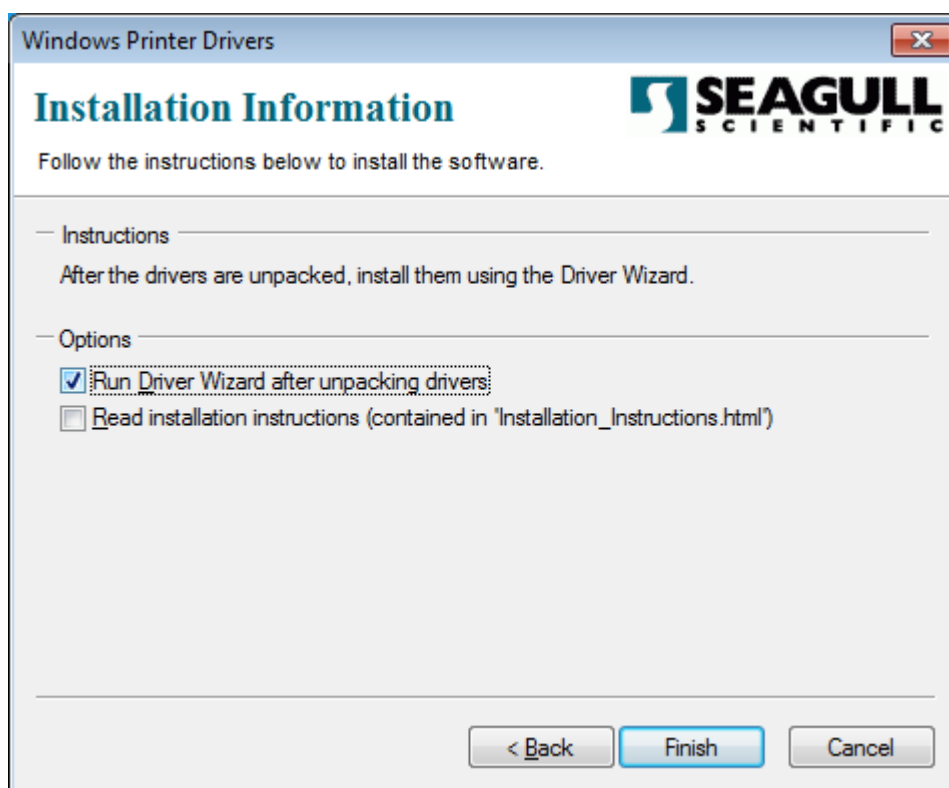 Windows Printer Drivers
Installation Information
SEAGULL
SCIENTIFIC
Follow the instructions below to install the software.
Instructions
After the drivers are unpacked, install them using the Driver Wizard.
Options
Run Driver Wizard after unpacking drivers
Read installation instructions (contained in 'Installation_Instructions.html')
< Back
Finish
Cancel